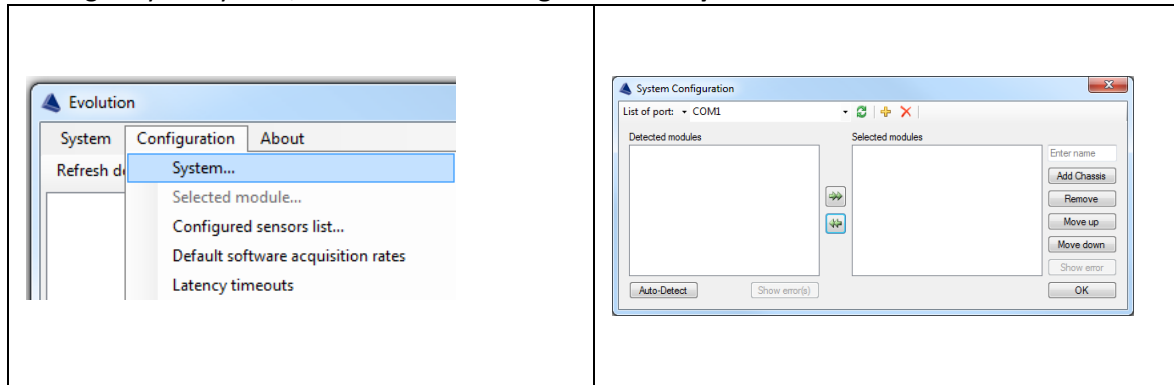 Evolution
System Configuration About
Refresh d
System...
Selected module...
Configured sensors list...
Default software acquisition rates
Latency timeouts
System Configuration
List of port: COM1
Detected modules
Selected modules
Enter name
Add Chassis
Remove
Move up
Move down
Show error
Auto-Detect
Show error(s)
OK